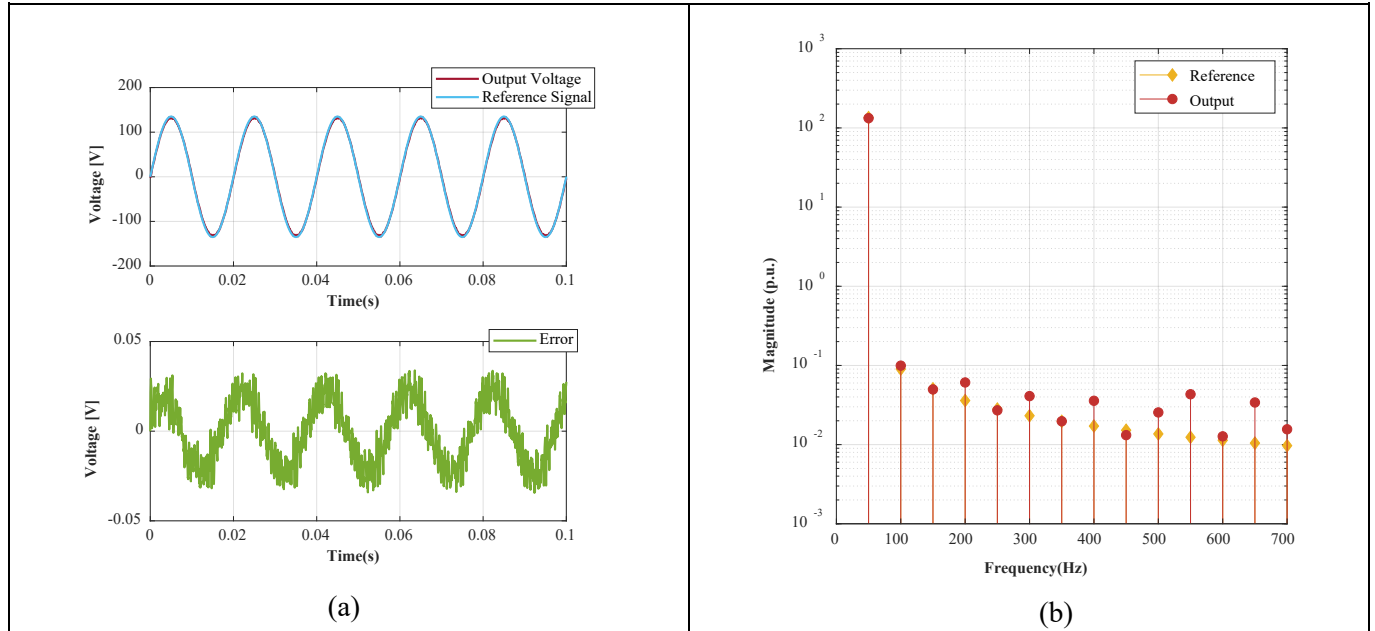 200
100
0
-100
-200
Voltage [V]
Output Voltage
Reference Signal
0 0.02 0.04 0.06 0.08 0.1
Time(s)
0.05
0
-0.05
Voltage [V]
Error
0 0.02 0.04 0.06 0.08 0.1
Time(s)
(a)
10 3
10 2
10 1
10 0
10 -1
10 -2
10 -3
Magnitude (p.u.)
Reference
Output
0 100 200 300 400 500 600 700
Frequency(Hz)
(b)